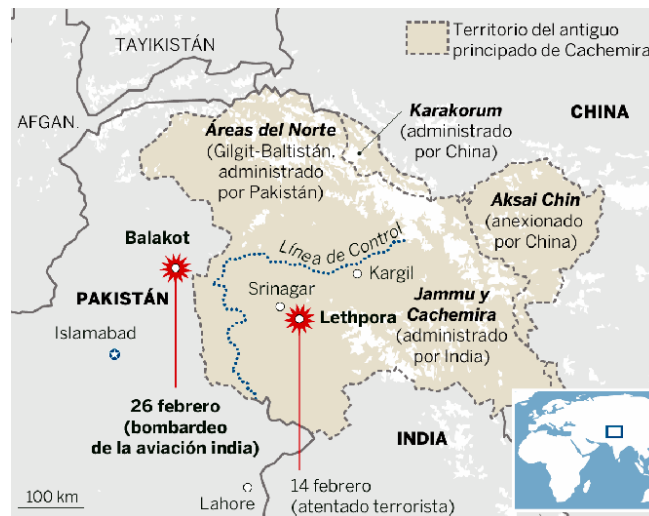 TAYIKISTÁN
Territorio del antiguo
principado de Cachemira
AFGAN.
Karakorum
(administrado
por China)
CHINA
Áreas del Norte
(Gilgit-Baltistán,
administrado
por Pakistán)
Aksai Chin
(anexionado
por China)
Balakot
Línea de Control
Kargil
PAKISTÁN
Srinagar
Jammu y
Cachemira
(administrado
por India)
Lethpora
Islamabad
26 febrero
(bombardeo
de la aviación india)
INDIA
14 febrero
(atentado terrorista)
Lahore
100 km